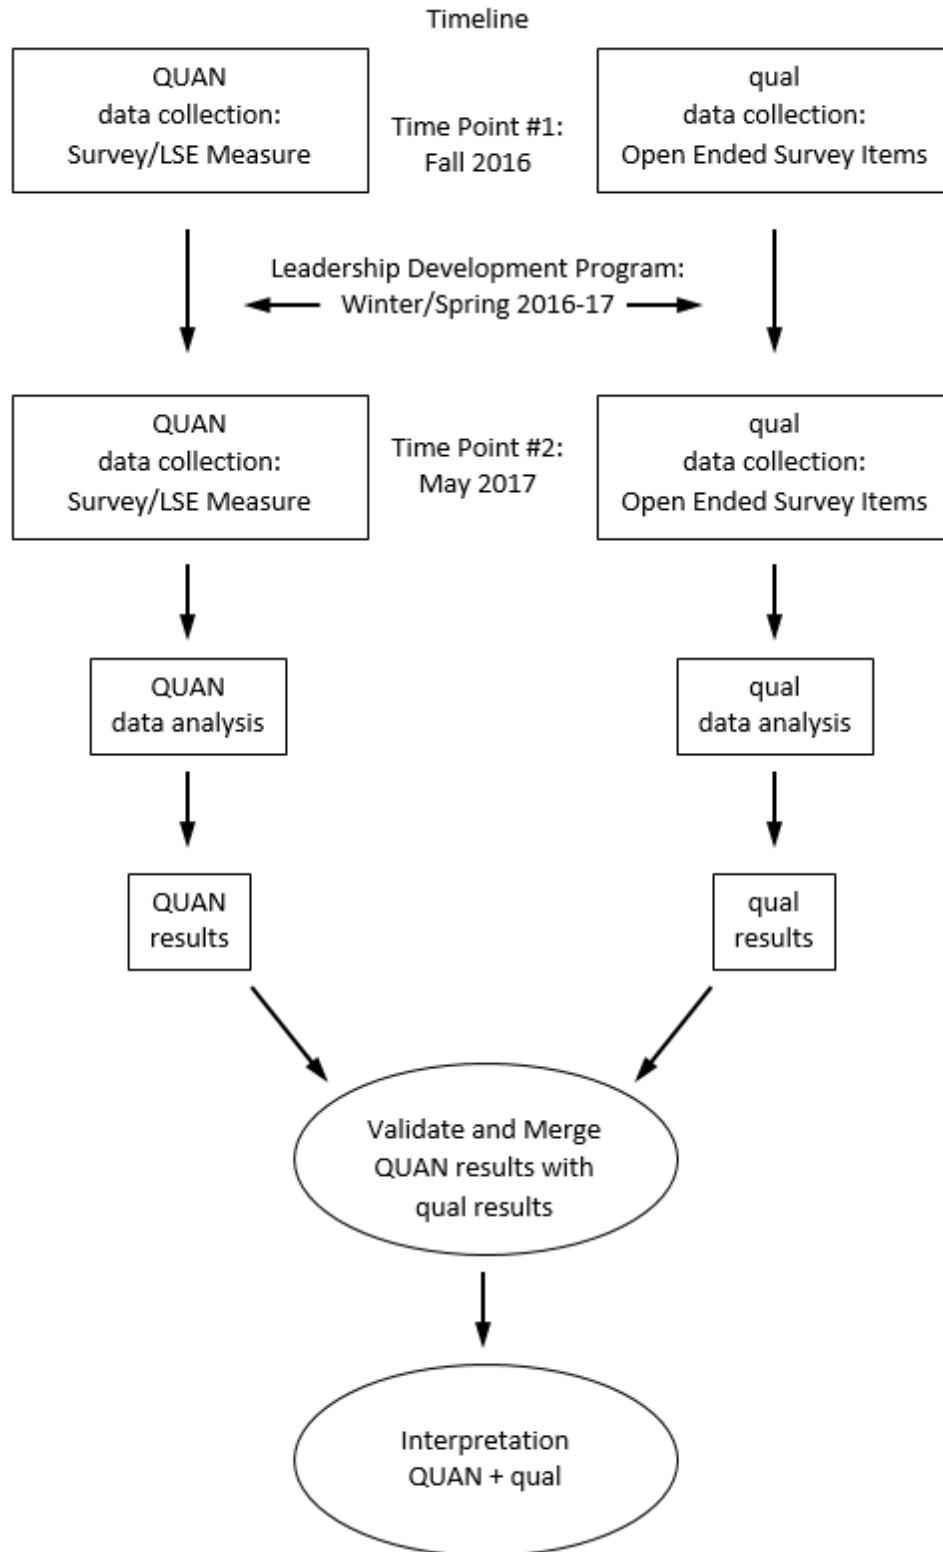 Timeline
QUAN
data collection:
Survey/LSE Measure
Time Point #1:
Fall 2016
qual
data collection:
Open Ended Survey Items
Leadership Development Program:
Winter/Spring 2016-17
QUAN
data collection:
Survey/LSE Measure
Time Point #2:
May 2017
qual
data collection:
Open Ended Survey Items
QUAN
data analysis
qual
data analysis
QUAN
results
qual
results
Validate and Merge
QUAN results with
qual results
Interpretation
QUAN + qual